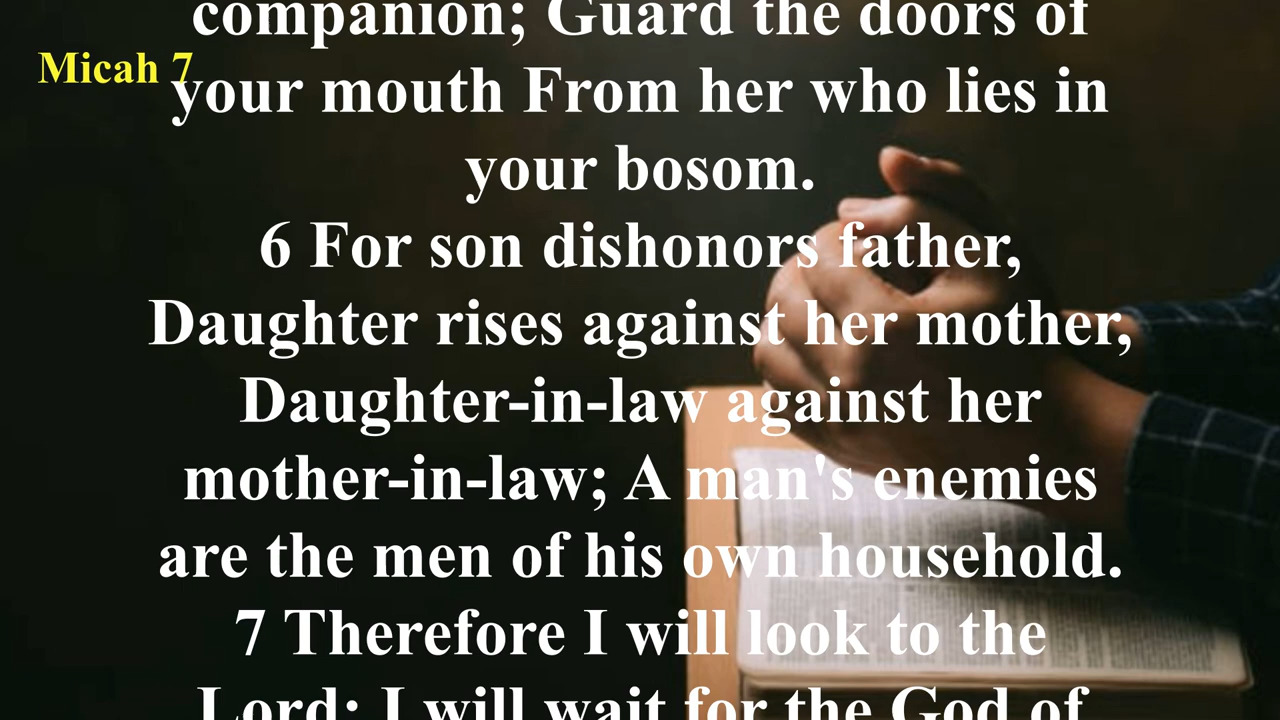 companion; Guard the doors of
Micah 7
your mouth From her who lies in
your bosom.
6 For son dishonors father,
Daughter rises against her mother,
Daughter-in-law against her
mother-in-law; A man's enemies
are the men of his own household.
7 Therefore I will look to the
Lord; I will wait for the God of